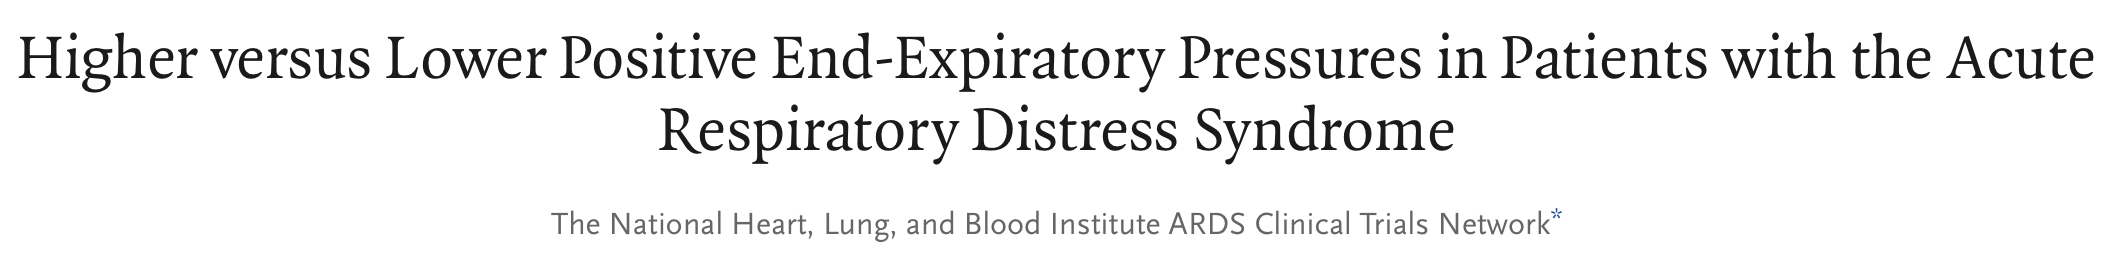 Higher versus Lower Positive End-Expiratory Pressures in Patients with the Acute
Respiratory Distress Syndrome
The National Heart, Lung, and Blood Institute ARDS Clinical Trials Network*